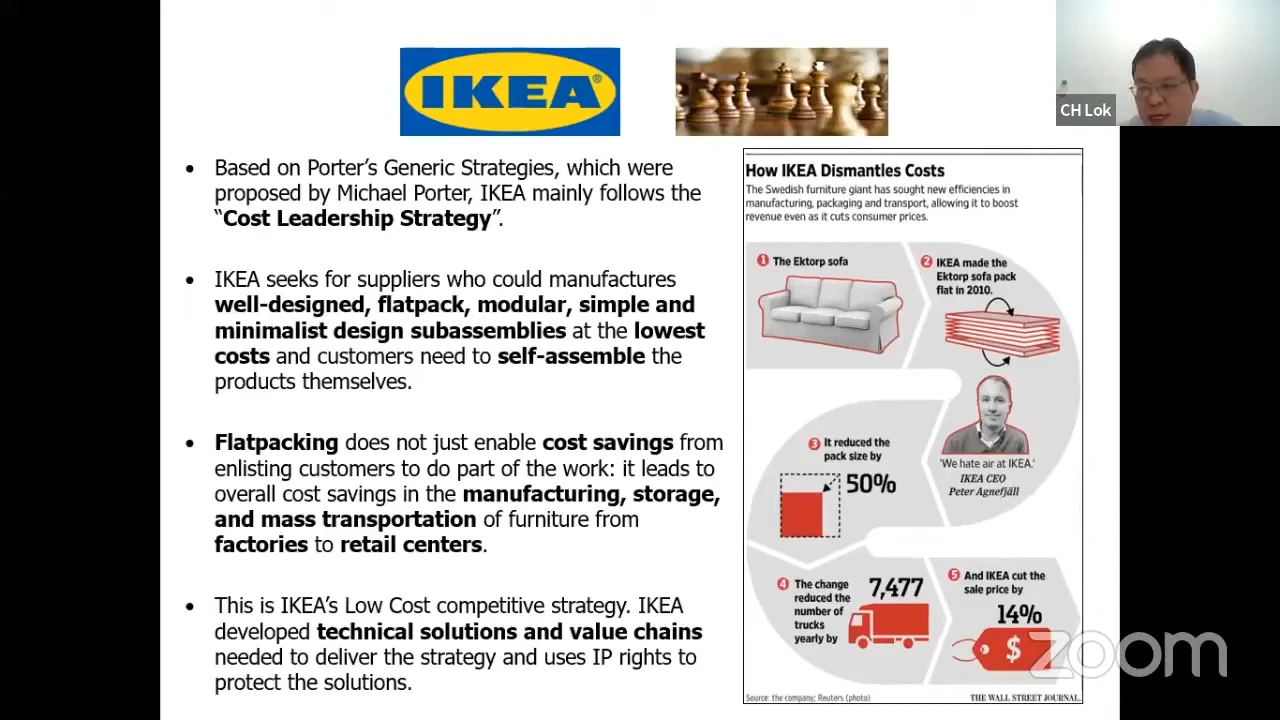 IKEA®
CH Lok
• Based on Porter's Generic Strategies, which were
proposed by Michael Porter, IKEA mainly follows the
“Cost Leadership Strategy”.
• IKEA seeks for suppliers who could manufactures
well-designed, flatpack, modular, simple and
minimalist design subassemblies at the lowest
costs and customers need to self-assemble the
products themselves.
• Flatpacking does not just enable cost savings from
enlisting customers to do part of the work: it leads to
overall cost savings in the manufacturing, storage,
and mass transportation of furniture from
factories to retail centers.
• This is IKEA's Low Cost competitive strategy. IKEA
developed technical solutions and value chains
needed to deliver the strategy and uses IP rights to
protect the solutions.
How IKEA Dismantles Costs
The Swedish furniture giant has sought new efficiencies in
manufacturing, packaging and transport, allowing it to boost
revenue even as it cuts consumer prices.
1 The Ektorp sofa
2 IKEA made the
Ektorp sofa pack
flat in 2010.
'We hate air at IKEA.'
IKEA CEO
Peter Agnefjäll
3 It reduced the
pack size by
50%
4 The change
reduced the
number of
trucks
yearly by
7,477
5 And IKEA cut the
sale price by
14%
$
Source: the company; Reuters (photo)
THE WALL STREET JOURNAL.
zoom